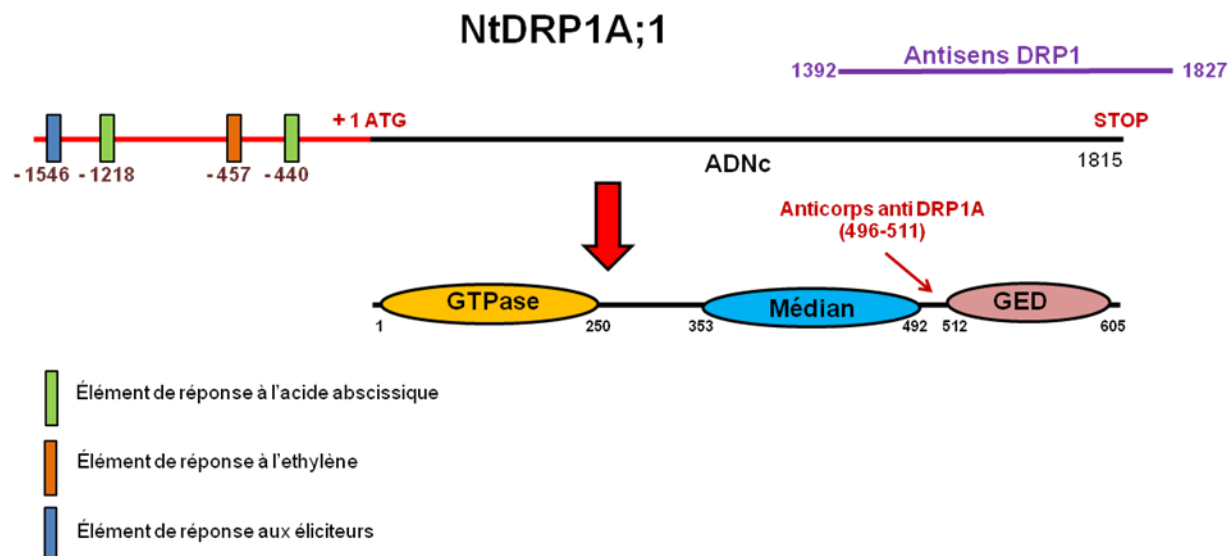 NtDRP1A;1
Antisens DRP1
1392
1827
+ 1 ATG
STOP
- 1546 - 1218
- 457
- 440
ADNc
1815
Anticorps anti DRP1A
(496-511)
GTPase
Médian
GED
1
250
353
492
512
605
Élément de réponse à l'acide abscissique
Élément de réponse à l'ethylène
Élément de réponse aux éliciteurs